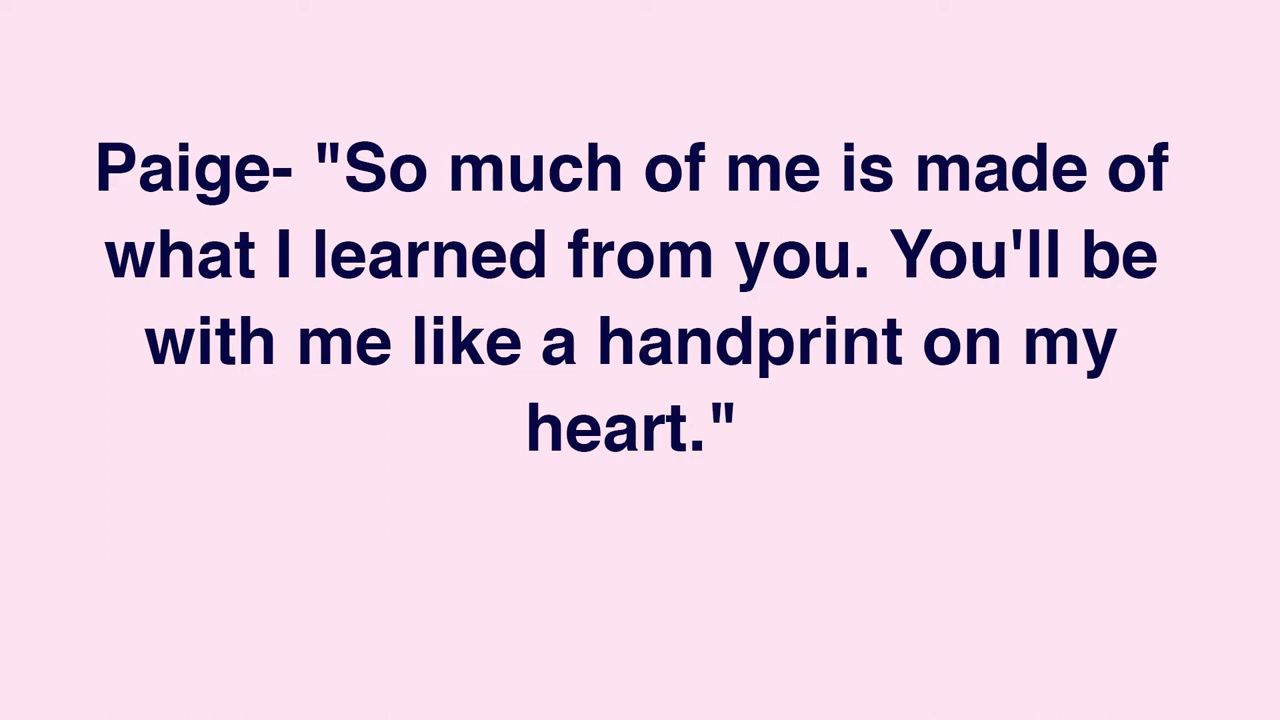 Paige- "So much of me is made of
what I learned from you. You'll be
with me like a handprint on my
heart."